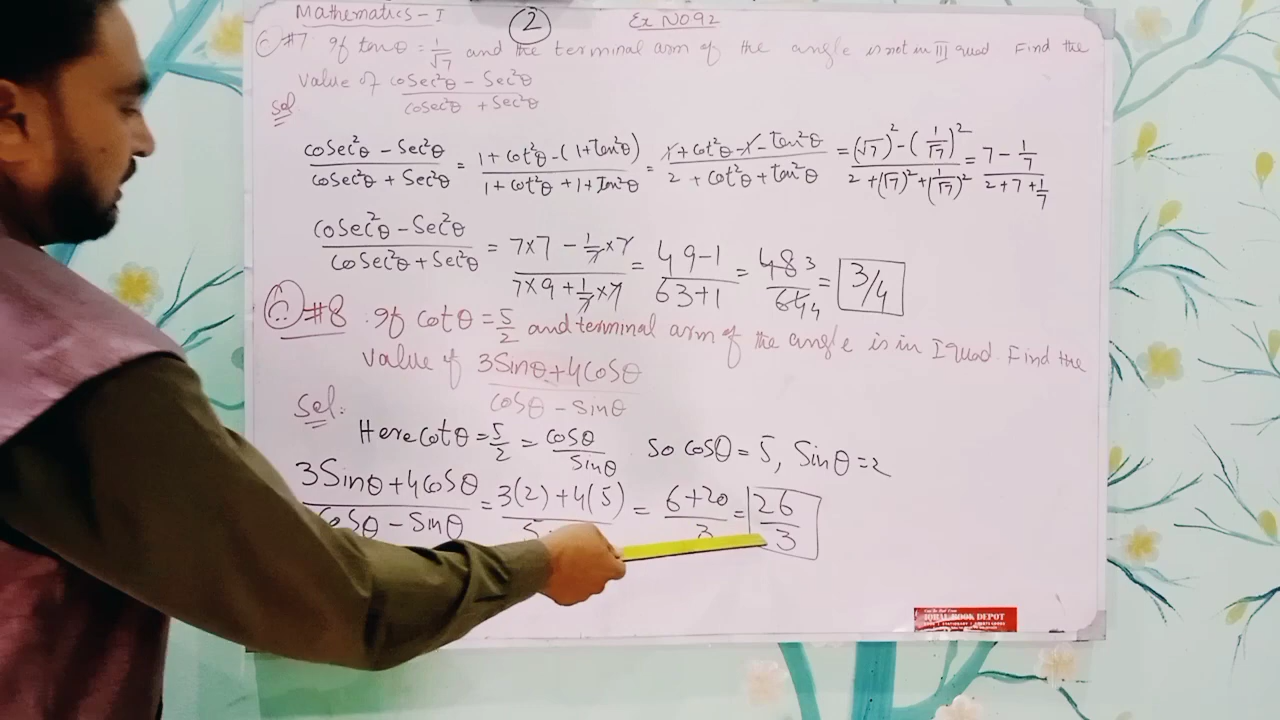 Mathematics-I 2 Ex No 92
Q #7: If tanθ = 1/√7 and the terminal arm of the angle is not in III quad Find the
value of (cosec²θ - Sec²θ)/(cosec²θ + Sec²θ)
Sol
(cosec²θ - Sec²θ)/(cosec²θ + Sec²θ) = (1+cot²θ-(1+tan²θ))/(1+cot²θ+1+Tan²θ) = (1+cot²θ-1-tan²θ)/(2+cot²θ+tan²θ) = ((√7)²-(1/√7)²)/(2+(√7)²+(1/√7)²) = (7-1/7)/(2+7+1/7)
(cosec²θ - Sec²θ)/(cosec²θ + Sec²θ) = (7×7 - 1/7×7)/(7×9 + 1/7×7) = (49-1)/(63+1) = 48 3/64 4 = 3/4
Q: #8: If cotθ = 5/2 and terminal arm of the angle is in I quad. Find the
value of (3Sinθ+4cosθ)/(cosθ - sinθ)
Sol:
Here cotθ = 5/2 = cosθ/sinθ. So cosθ = 5, Sinθ = 2
(3Sinθ+4cosθ)/(cosθ - sinθ) = (3(2)+4(5))/5 = (6+20)/3 = 26/3
IQBAL BOOK DEPOT